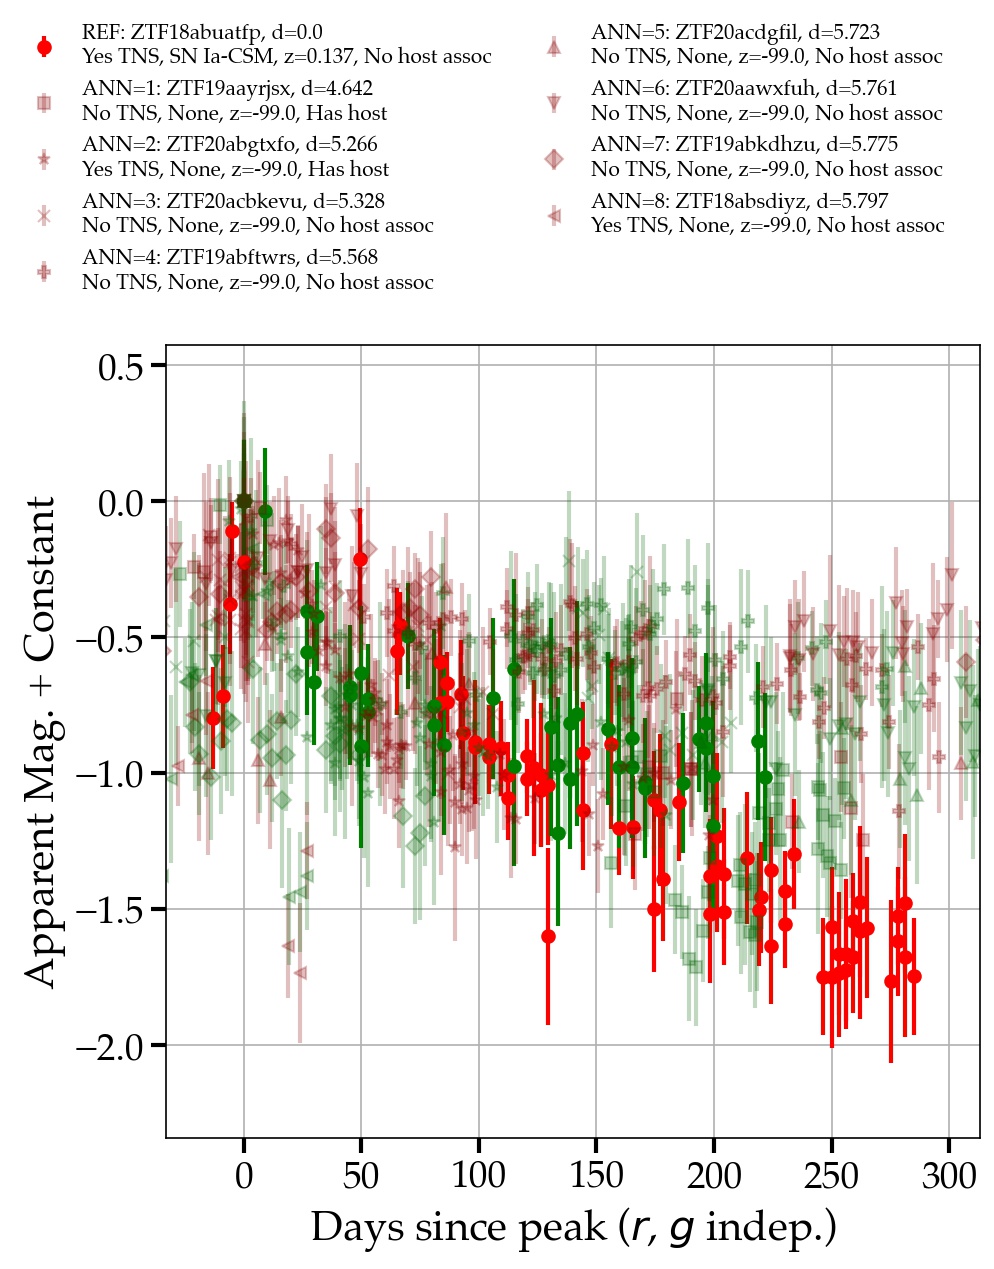 REF: ZTF18abuatfp, d=0.0
Yes TNS, SN Ia-CSM, z=0.137, No host assoc
ANN=1: ZTF19aayrjsx, d=4.642
No TNS, None, z=-99.0, Has host
ANN=2: ZTF20abgtxfo, d=5.266
Yes TNS, None, z=-99.0, Has host
ANN=3: ZTF20acbkevu, d=5.328
No TNS, None, z=-99.0, No host assoc
ANN=4: ZTF19abftwrs, d=5.568
No TNS, None, z=-99.0, No host assoc
ANN=5: ZTF20acdgfil, d=5.723
No TNS, None, z=-99.0, No host assoc
ANN=6: ZTF20aawxfuh, d=5.761
No TNS, None, z=-99.0, No host assoc
ANN=7: ZTF19abkdhzu, d=5.775
No TNS, None, z=-99.0, No host assoc
ANN=8: ZTF18absdiyz, d=5.797
Yes TNS, None, z=-99.0, No host assoc
Apparent Mag. + Constant
0.5
0.0
−0.5
−1.0
−1.5
−2.0
0 50 100 150 200 250 300
Days since peak (r, g indep.)